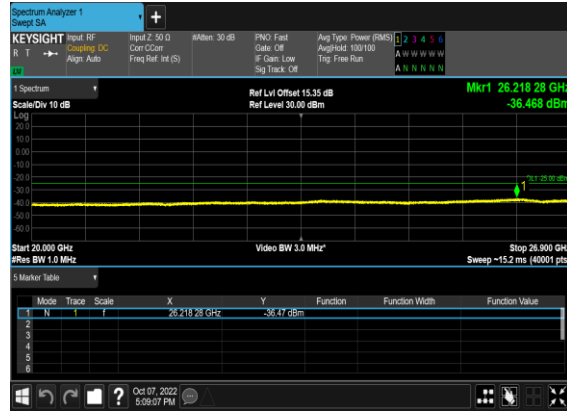 Spectrum Analyzer 1
Swept SA
+
KEYSIGHT Input: RF Input Z: 50 Ω #Atten: 30 dB PNO: Fast Avg Type: Power (RMS) 1 2 3 4 5 6
R T Coupling: DC Corr CCorr Gate: Off Avg|Hold: 100/100 A W W W W W
Align: Auto Freq Ref: Int (S) IF Gain: Low Trig: Free Run
Sig Track: Off A N N N N N
1 Spectrum Ref Lvl Offset 15.35 dB Mkr1 26.218 28 GHz
Scale/Div 10 dB Ref Level 30.00 dBm -36.468 dBm
Log
20.0
10.0
0.00
-10.0
-20.0
DL1 -25.00 dBm
-30.0 1
-40.0
-50.0
-60.0
Start 20.000 GHz Video BW 3.0 MHz* Stop 26.900 GHz
#Res BW 1.0 MHz Sweep ~15.2 ms (40001 pts)
5 Marker Table
Mode Trace Scale X Y Function Function Width Function Value
1 N 1 f 26.218 28 GHz -36.47 dBm
2
3
4
5
6
? Oct 07, 2022
5:09:07 PM